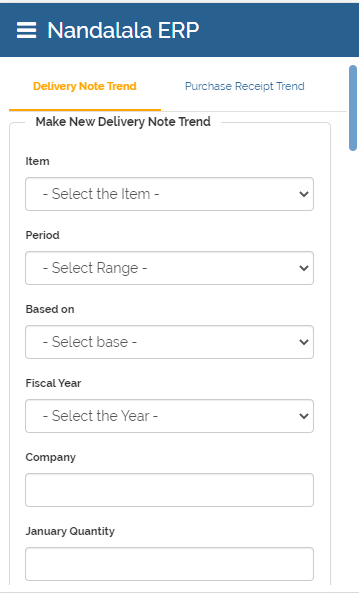 Nandalala ERP
Delivery Note Trend
Purchase Receipt Trend
Make New Delivery Note Trend
Item
- Select the Item -
Period
- Select Range -
Based on
- Select base -
Fiscal Year
- Select the Year -
Company
January Quantity